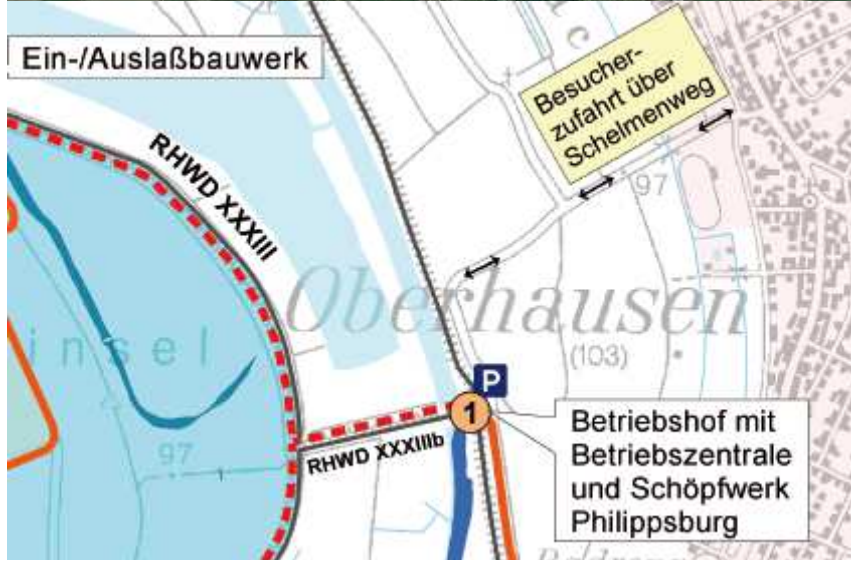 Ein-/Auslaßbauwerk
Besucher-
zufahrt über
Schelmenweg
RHWD XXXIII
97
Oberhausen
(103)
insel
P
1
RHWD XXXIIIb
97
Betriebshof mit
Betriebszentrale
und Schöpfwerk
Philippsburg